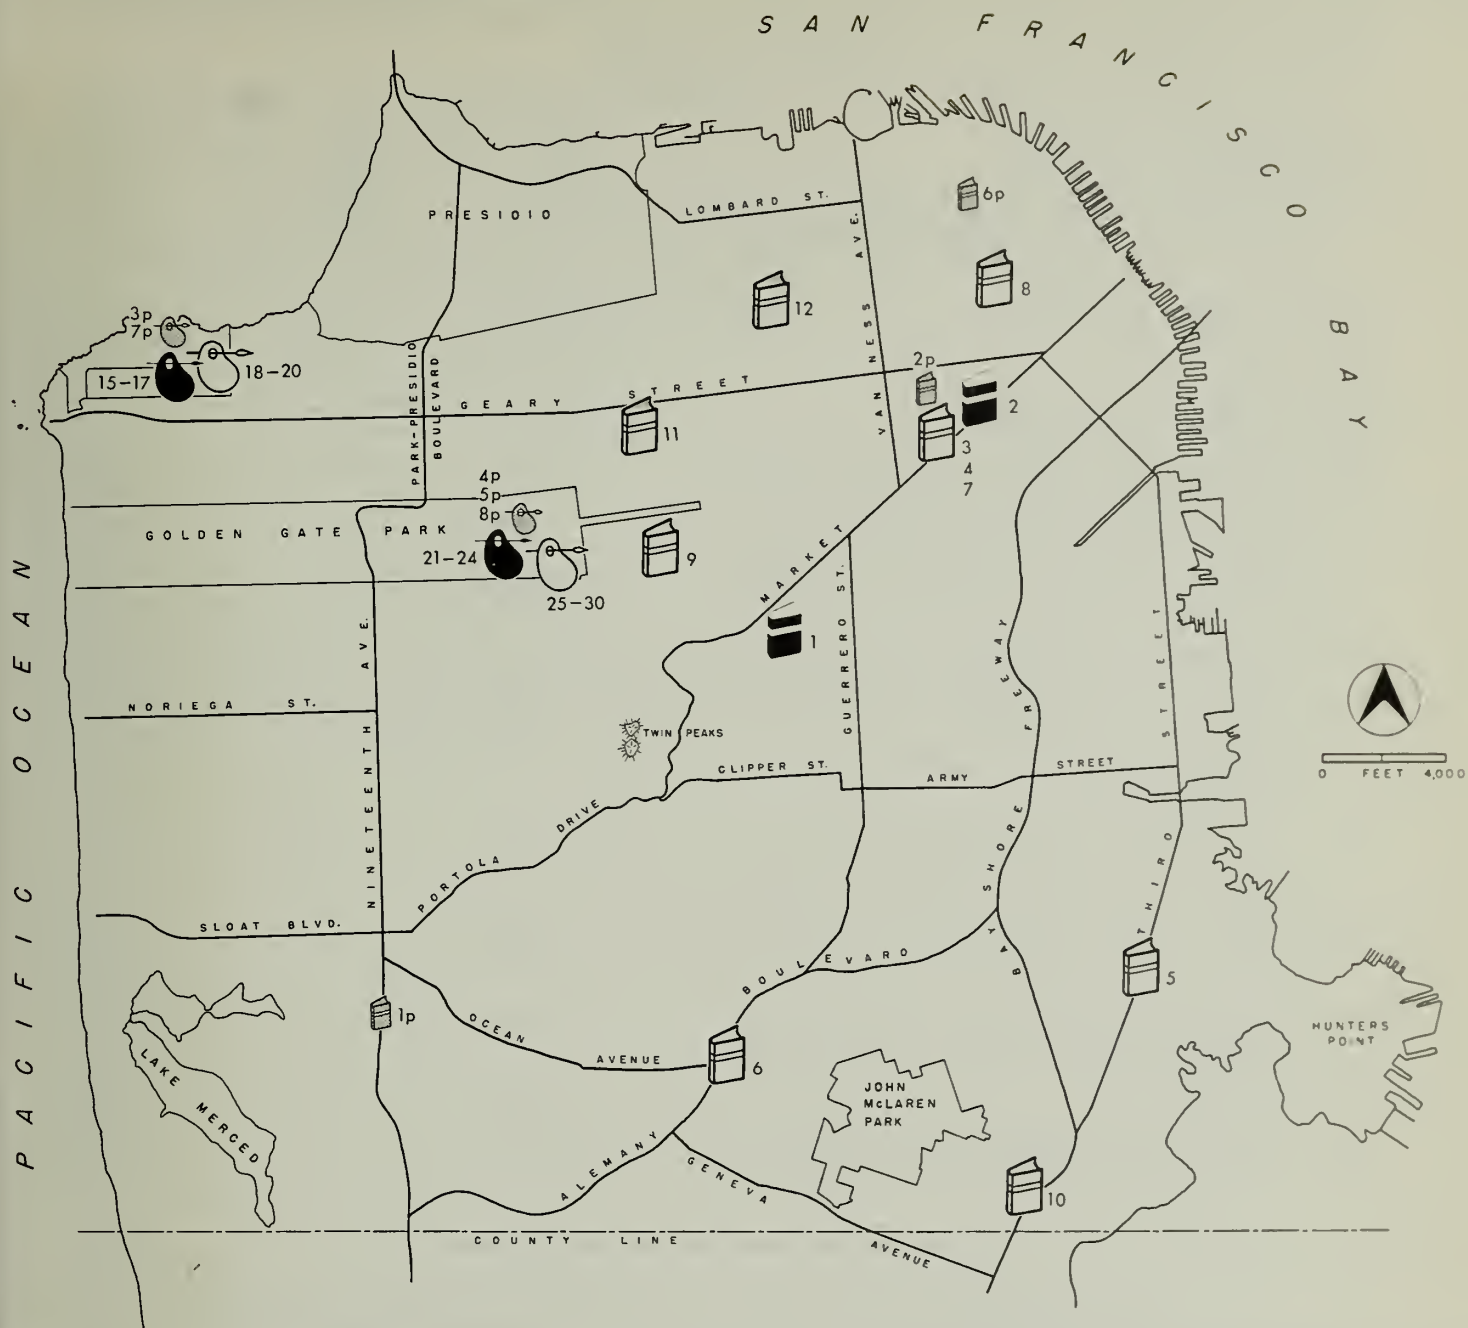 SAN FRANCISCO BAY
6p
PRESIDIO
LOMBARD ST.
8
12
3p
7p
15-17
18-20
VAN NESS AVE.
PARK-PRESIDIO
BOULEVARD
GEARY STREET
2p
2
11
3
4
7
4p
5p
8p
GOLDEN GATE PARK
21-24
9
25-30
MARKET
1
GUERRERO ST.
NINETEENTH AVE.
NORIEGA ST.
TWIN PEAKS
CLIPPER ST.
ARMY STREET
BAY SHORE FREEWAY
THIRD STREET
0 FEET 4,000
PACIFIC OCEAN
PORTOLA DRIVE
SLOAT BLVD.
ALEMANY BOULEVARD
5
1p
OCEAN AVENUE
6
HUNTERS
POINT
LAKE MERCED
JOHN
McLAREN
PARK
GENEVA AVENUE
10
COUNTY LINE